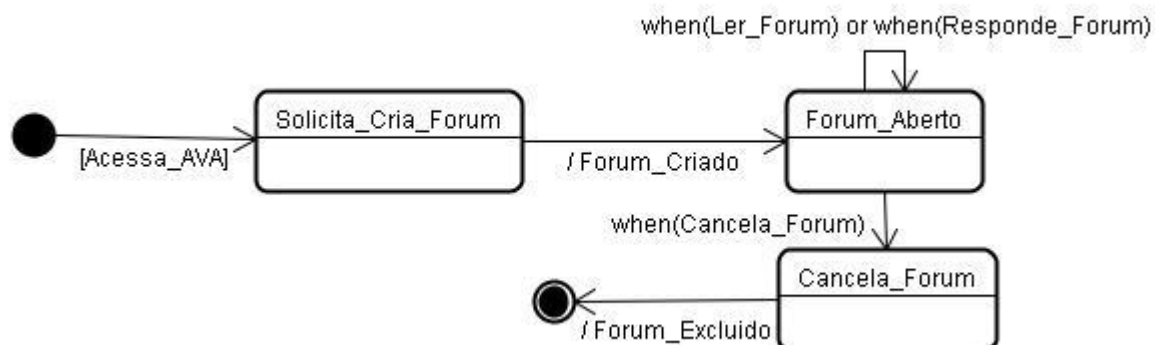 when(Ler_Forum) or when(Responde_Forum)
Solicita_Cria_Forum
Forum_Aberto
[Acessa_AVA]
/ Forum_Criado
when(Cancela_Forum)
Cancela_Forum
/ Forum_Excluido